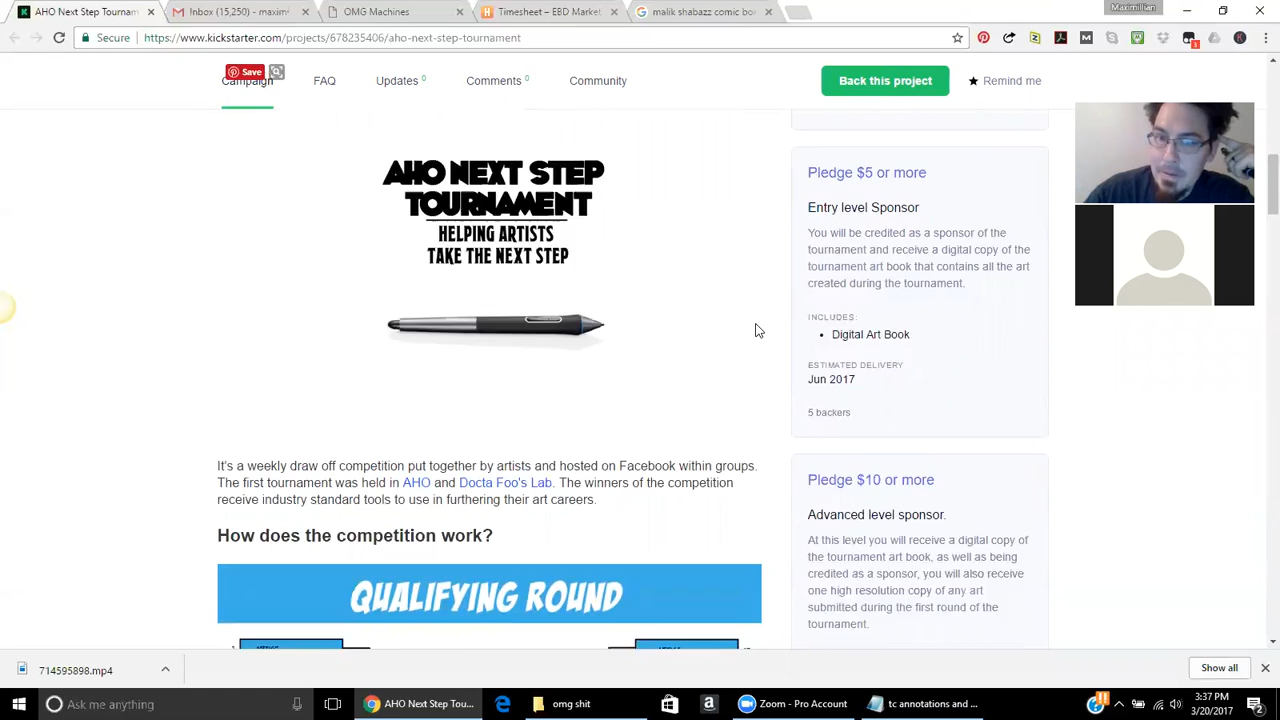 AHO Next Step Tournam
Inbox (15,250) - maximi
OMG Machines
Timesheet – EBD Market
malik shabazz comic bo
Maximillian
Secure
https://www.kickstarter.com/projects/678235406/aho-next-step-tournament
Save
Campaign
FAQ
Updates 0
Comments 0
Community
Back this project
Remind me
AHO NEXT STEP
TOURNAMENT
HELPING ARTISTS
TAKE THE NEXT STEP
It's a weekly draw off competition put together by artists and hosted on Facebook within groups.
The first tournament was held in AHO and Docta Foo's Lab. The winners of the competition
receive industry standard tools to use in furthering their art careers.
How does the competition work?
QUALIFYING ROUND
Pledge $5 or more
Entry level Sponsor
You will be credited as a sponsor of the
tournament and receive a digital copy of the
tournament art book that contains all the art
created during the tournament.
INCLUDES:
• Digital Art Book
ESTIMATED DELIVERY
Jun 2017
5 backers
Pledge $10 or more
Advanced level sponsor.
At this level you will receive a digital copy of
the tournament art book, as well as being
credited as a sponsor, you will also receive
one high resolution copy of any art
submitted during the first round of the
tournament.
714595898.mp4
Show all
Ask me anything
AHO Next Step Tou...
omg shit
Zoom - Pro Account
tc annotations and ...
3:37 PM
3/20/2017